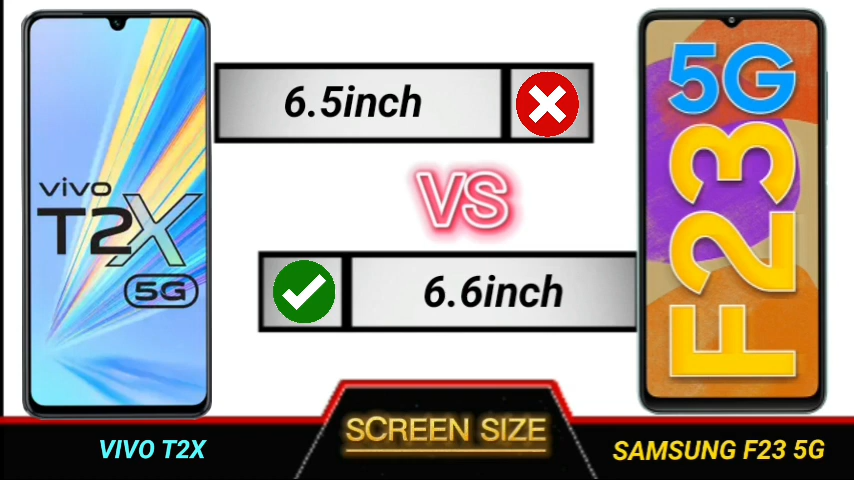 vivo
T2X
5G
6.5inch
VS
6.6inch
5G
F23
SCREEN SIZE
VIVO T2X
SAMSUNG F23 5G